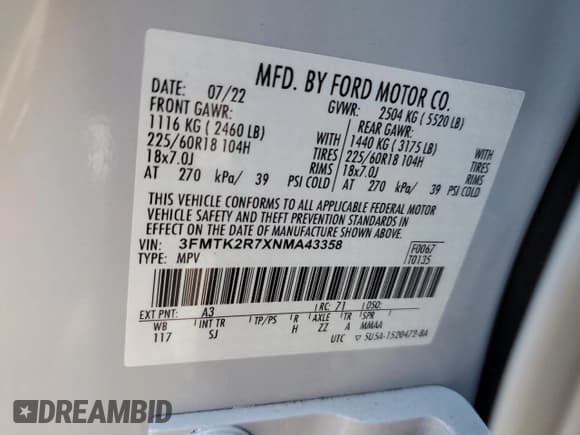 MFD. BY FORD MOTOR CO.
DATE: 07/22 GVWR: 2504 KG ( 5520 LB)
FRONT GAWR: REAR GAWR:
1116 KG ( 2460 LB) WITH 1440 KG ( 3175 LB) WITH
225/60R18 104H TIRES 225/60R18 104H TIRES
18x7.0J RIMS 18x7.0J RIMS
AT 270 kPa/ 39 PSI COLD AT 270 kPa/ 39 PSI COLD
THIS VEHICLE CONFORMS TO ALL APPLICABLE FEDERAL MOTOR
VEHICLE SAFETY AND THEFT PREVENTION STANDARDS IN
EFFECT ON THE DATE OF MANUFACTURE SHOWN ABOVE.
VIN: 3FMTK2R7XNMA43358 F0067
TYPE: MPV T0135
EXT PNT: A3 RC: 71 DSO:
WB INT TR TP/PS R AXLE TR SPR
117 SJ H ZZ A MMAA
UTC 5U5A-1520472-BA
DREAMBID